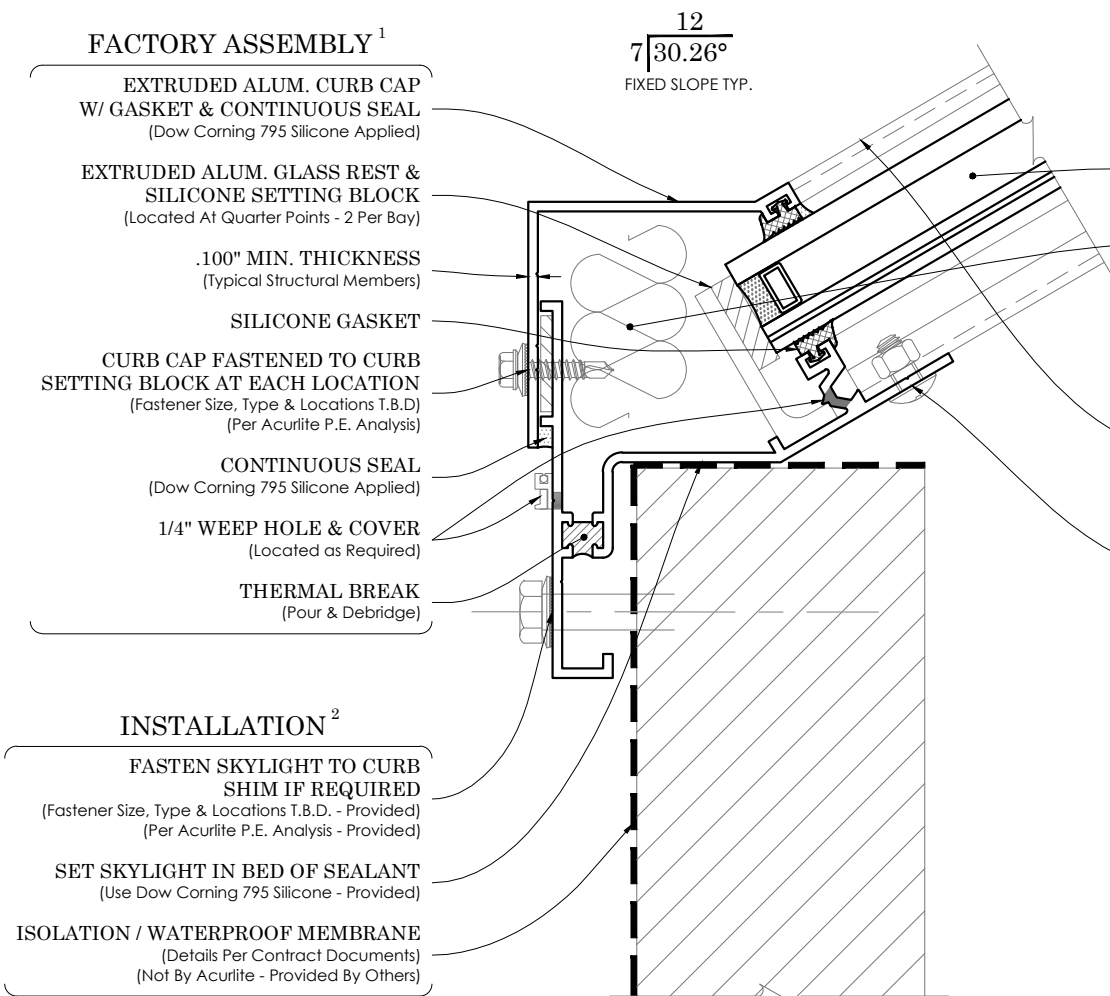 FACTORY ASSEMBLY 1
EXTRUDED ALUM. CURB CAP
W/ GASKET & CONTINUOUS SEAL
(Dow Corning 795 Silicone Applied)
EXTRUDED ALUM. GLASS REST &
SILICONE SETTING BLOCK
(Located At Quarter Points - 2 Per Bay)
.100" MIN. THICKNESS
(Typical Structural Members)
SILICONE GASKET
CURB CAP FASTENED TO CURB
SETTING BLOCK AT EACH LOCATION
(Fastener Size, Type & Locations T.B.D)
(Per Acurlite P.E. Analysis)
CONTINUOUS SEAL
(Dow Corning 795 Silicone Applied)
1/4" WEEP HOLE & COVER
(Located as Required)
THERMAL BREAK
(Pour & Debridge)
INSTALLATION 2
FASTEN SKYLIGHT TO CURB
SHIM IF REQUIRED
(Fastener Size, Type & Locations T.B.D. - Provided)
(Per Acurlite P.E. Analysis - Provided)
SET SKYLIGHT IN BED OF SEALANT
(Use Dow Corning 795 Silicone - Provided)
ISOLATION / WATERPROOF MEMBRANE
(Details Per Contract Documents)
(Not By Acurlite - Provided By Others)
12
7 30.26°
FIXED SLOPE TYP.